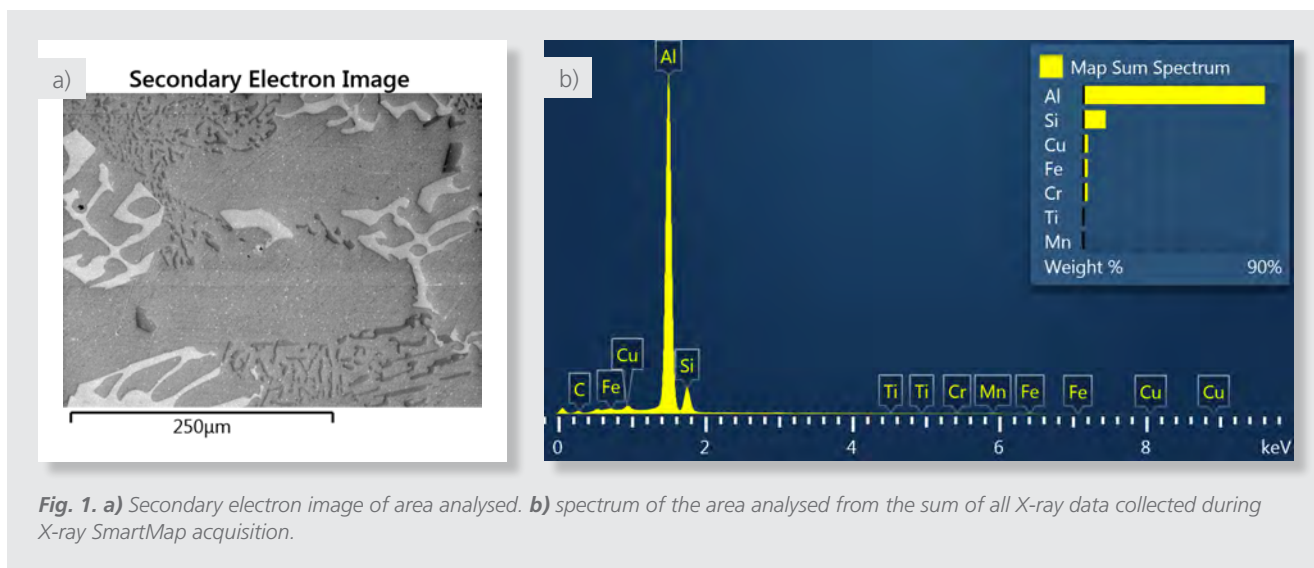 a)
Secondary Electron Image
250µm
b)
Al
Map Sum Spectrum
Al
Si
Cu
Fe
Cr
Ti
Mn
Weight % 90%
C
Fe
Cu
Si
Ti
Ti
Cr
Mn
Fe
Fe
Cu
Cu
0 2 4 6 8 keV
Fig. 1. a) Secondary electron image of area analysed. b) spectrum of the area analysed from the sum of all X-ray data collected during
X-ray SmartMap acquisition.